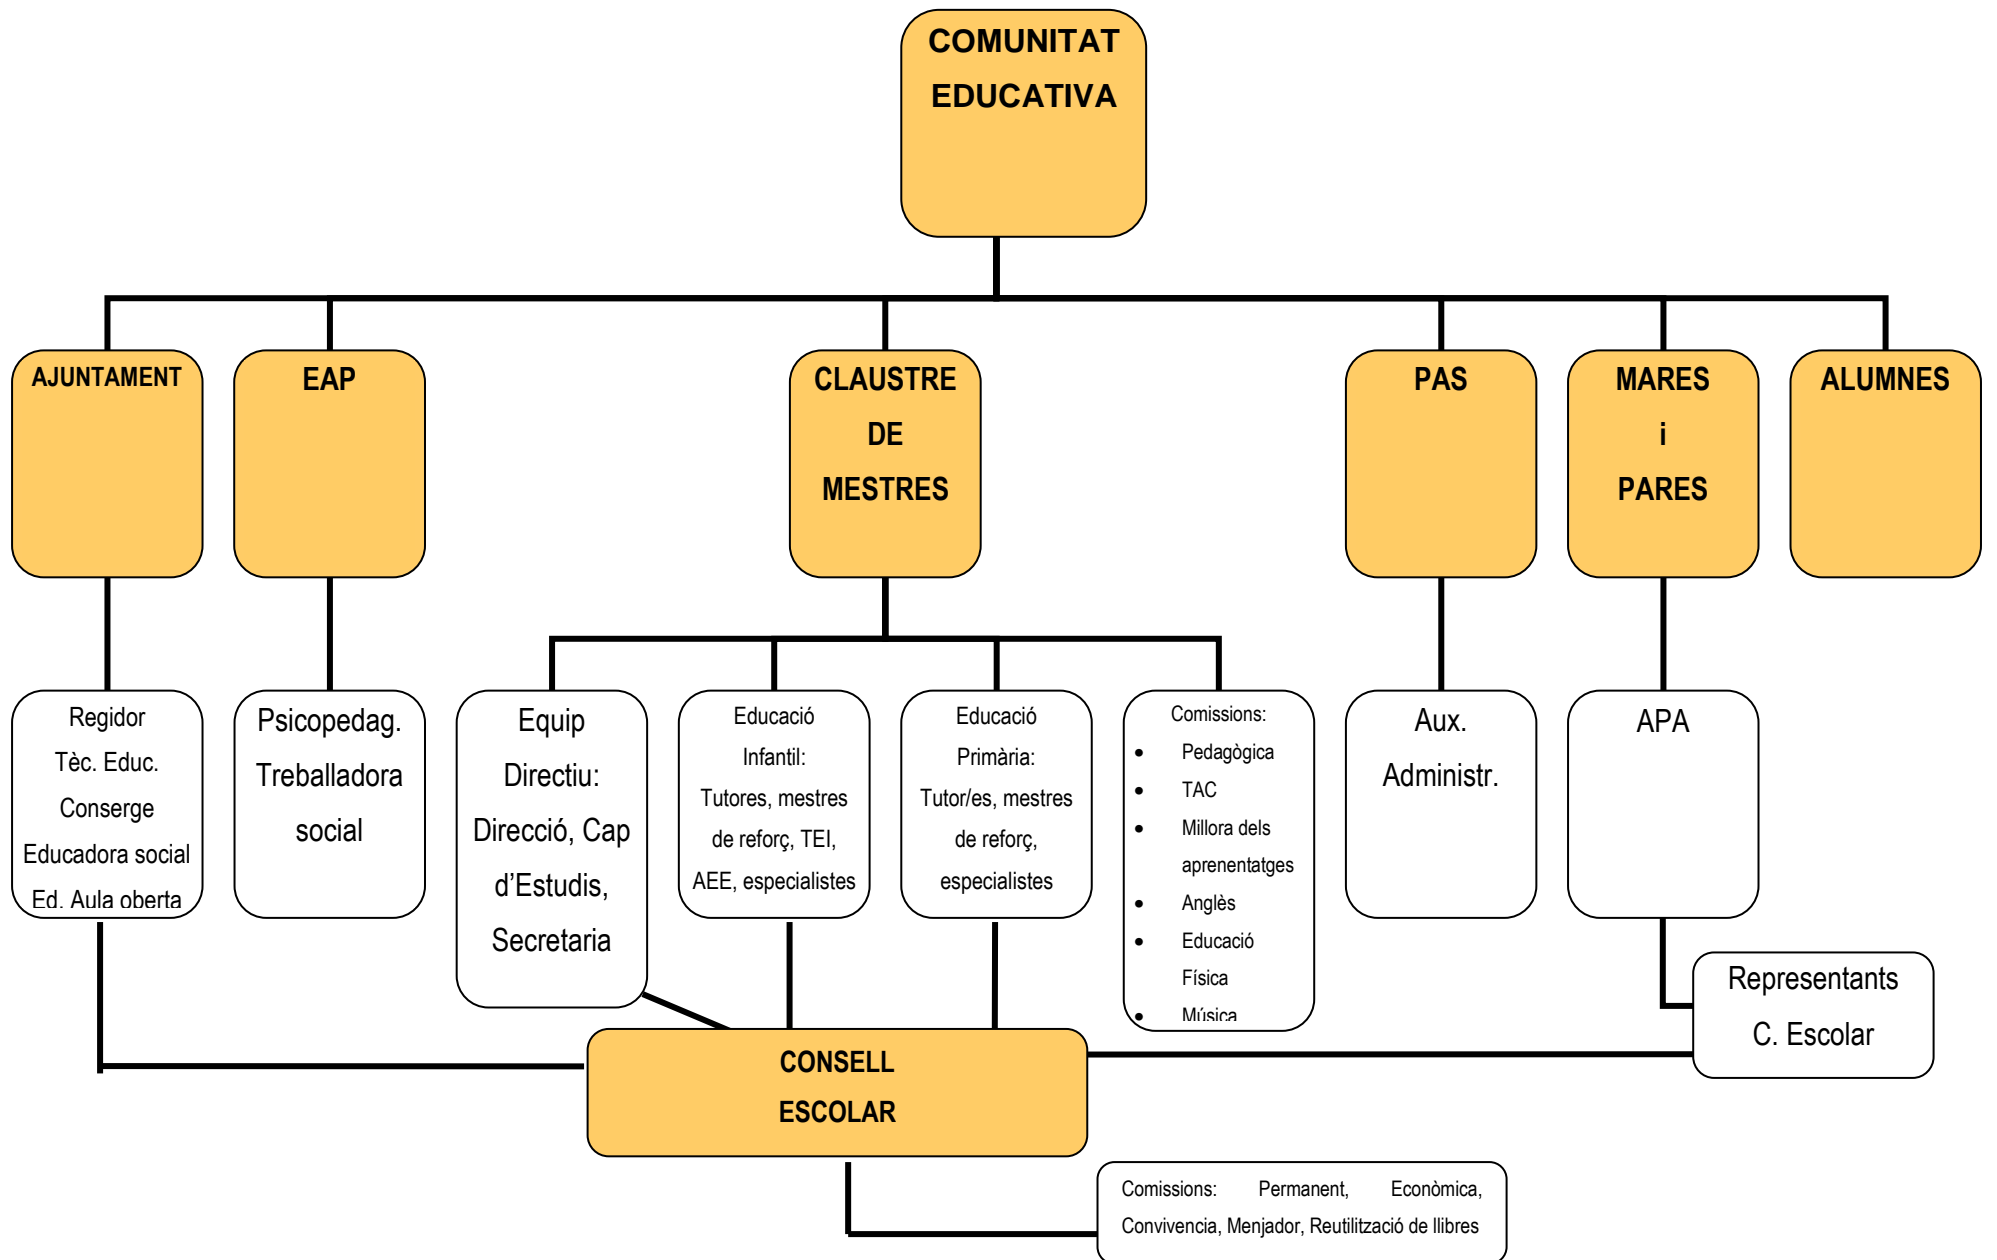 COMUNITAT
EDUCATIVA
AJUNTAMENT
EAP
CLAUSTRE
DE
MESTRES
PAS
MARES
i
PARES
ALUMNES
Regidor
Tèc. Educ.
Conserge
Educadora social
Ed. Aula oberta
Psicopedag.
Treballadora
social
Equip
Directiu:
Direcció, Cap
d’Estudis,
Secretaria
Educació
Infantil:
Tutores, mestres
de reforç, TEI,
AEE, especialistes
Educació
Primària:
Tutor/es, mestres
de reforç,
especialistes
Comissions:
• Pedagògica
• TAC
• Millora dels
aprenentatges
• Anglès
• Educació
Física
• Música
Aux.
Administr.
APA
Representants
C. Escolar
CONSELL
ESCOLAR
Comissions: Permanent, Econòmica,
Convivencia, Menjador, Reutilització de llibres